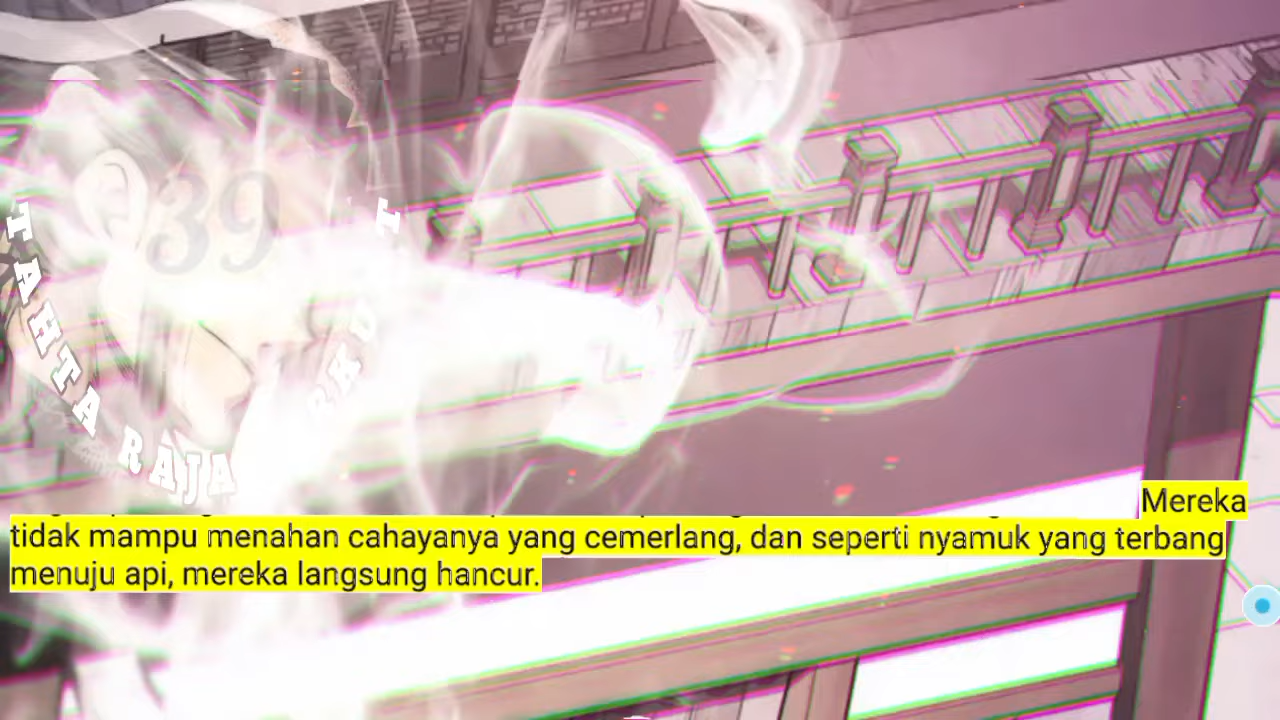 39
TAHTA RAJA
Mereka
tidak mampu menahan cahayanya yang cemerlang, dan seperti nyamuk yang terbang
menuju api, mereka langsung hancur.